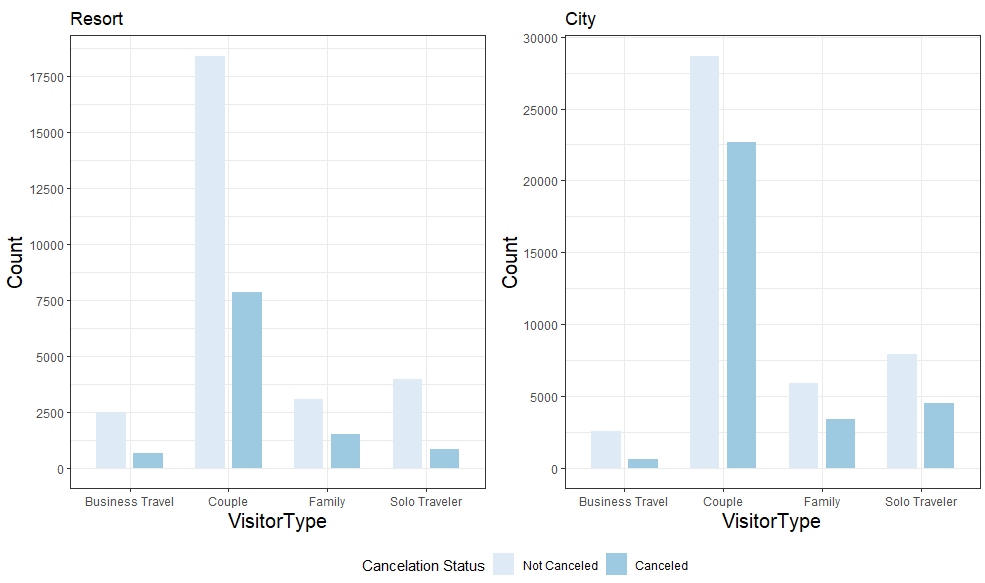 Resort
City
Count
17500
15000
12500
10000
7500
5000
2500
0
Business Travel Couple Family Solo Traveler
VisitorType
Count
30000
25000
20000
15000
10000
5000
0
Business Travel Couple Family Solo Traveler
VisitorType
Cancelation Status Not Canceled Canceled